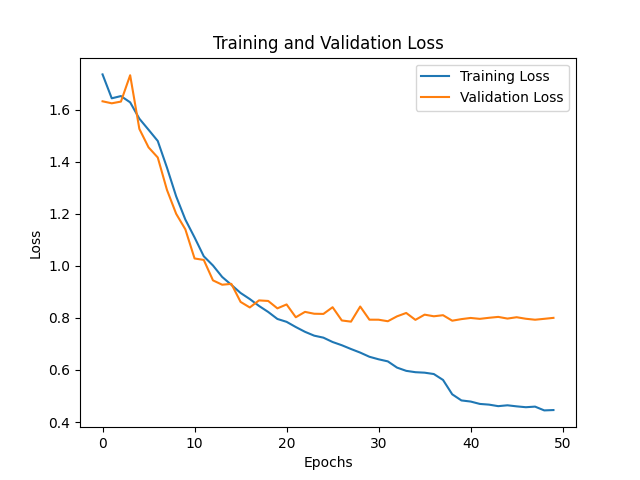 Training and Validation Loss
Training Loss
Validation Loss
1.6
1.4
1.2
1.0
0.8
0.6
0.4
Loss
0 10 20 30 40 50
Epochs